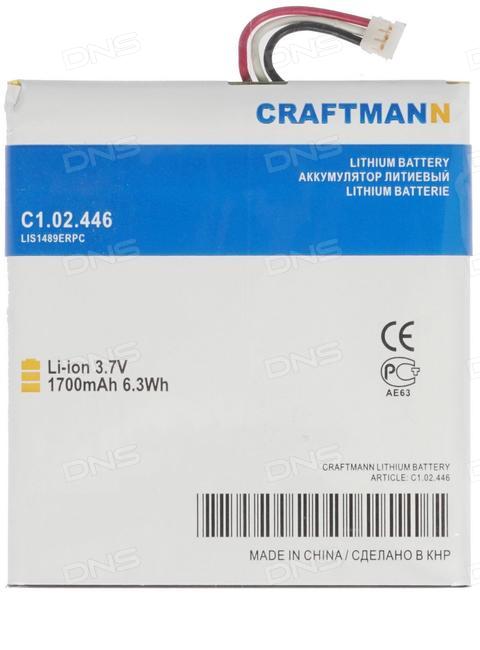 CRAFTMANN
LITHIUM BATTERY
АККУМУЛЯТОР ЛИТИЕВЫЙ
LITHIUM BATTERIE
C1.02.446
LIS1489ERPC
CE
Li-ion 3.7V
1700mAh 6.3Wh
РСТ
AE63
CRAFTMANN LITHIUM BATTERY
ARTICLE: C1.02.446
MADE IN CHINA / СДЕЛАНО В КНР
DNS